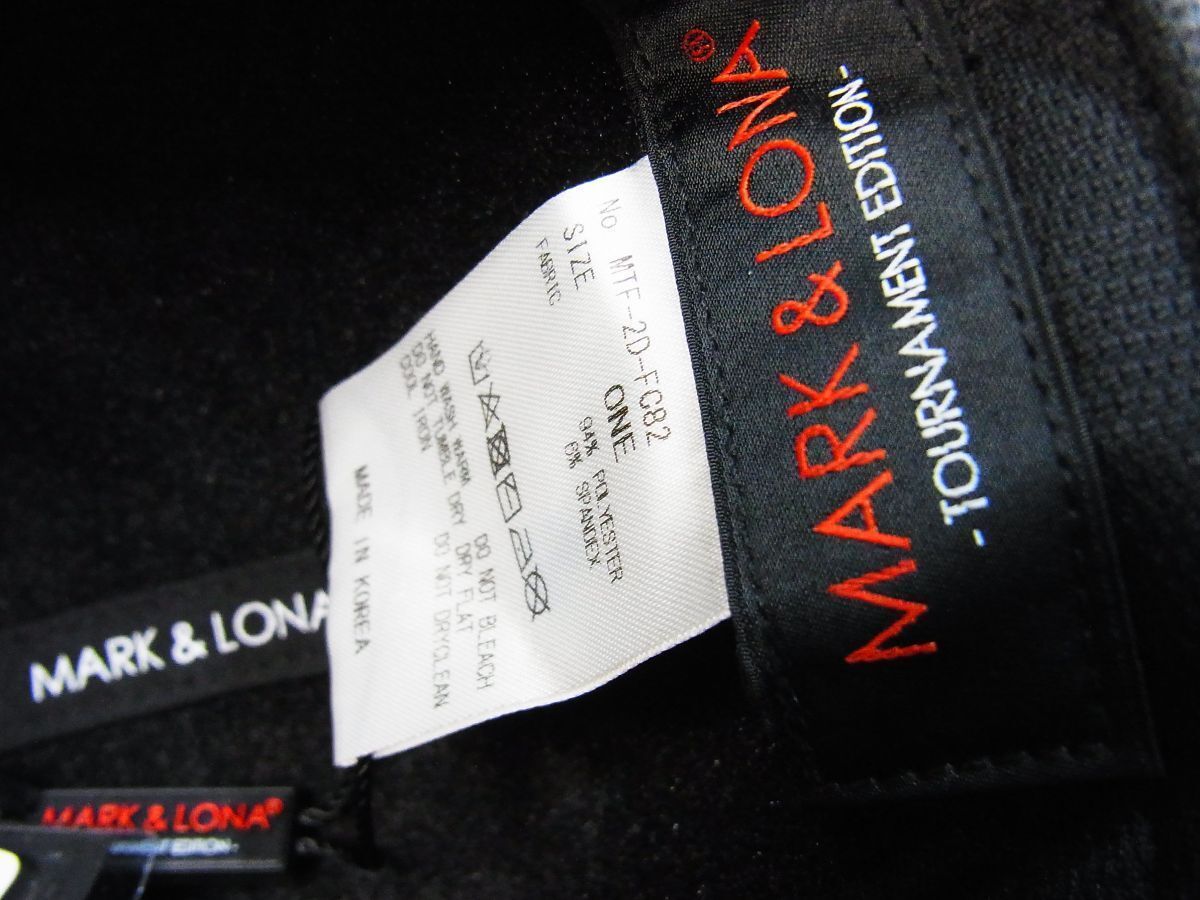 MARK & LONA®
- TOURNAMENT EDITION -
No MTF-2D-FC82
SIZE ONE
FABRIC 94% POLYESTER
6% SPANDEX
HAND WASH WARM DO NOT BLEACH
DO NOT TUMBLE DRY DRY FLAT
COOL IRON DO NOT DRYCLEAN
MADE IN KOREA
MARK & LONA
MARK & LONA®
EDITION -